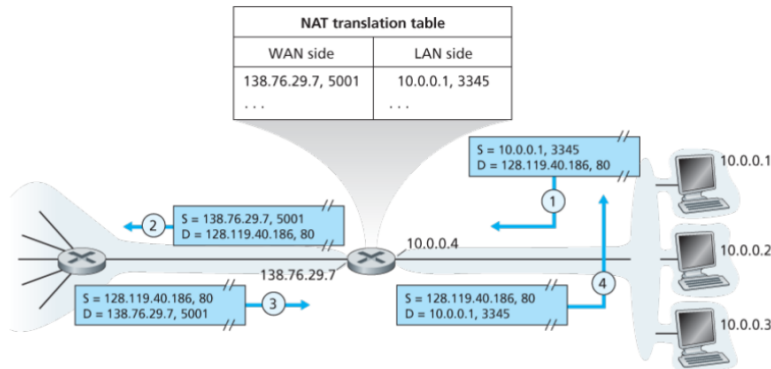 NAT translation table
WAN side
LAN side
138.76.29.7, 5001
10.0.0.1, 3345
. . .
. . .
S = 10.0.0.1, 3345
D = 128.119.40.186, 80
10.0.0.1
1
2
S = 138.76.29.7, 5001
D = 128.119.40.186, 80
10.0.0.4
10.0.0.2
138.76.29.7
4
S = 128.119.40.186, 80
D = 138.76.29.7, 5001
3
S = 128.119.40.186, 80
D = 10.0.0.1, 3345
10.0.0.3